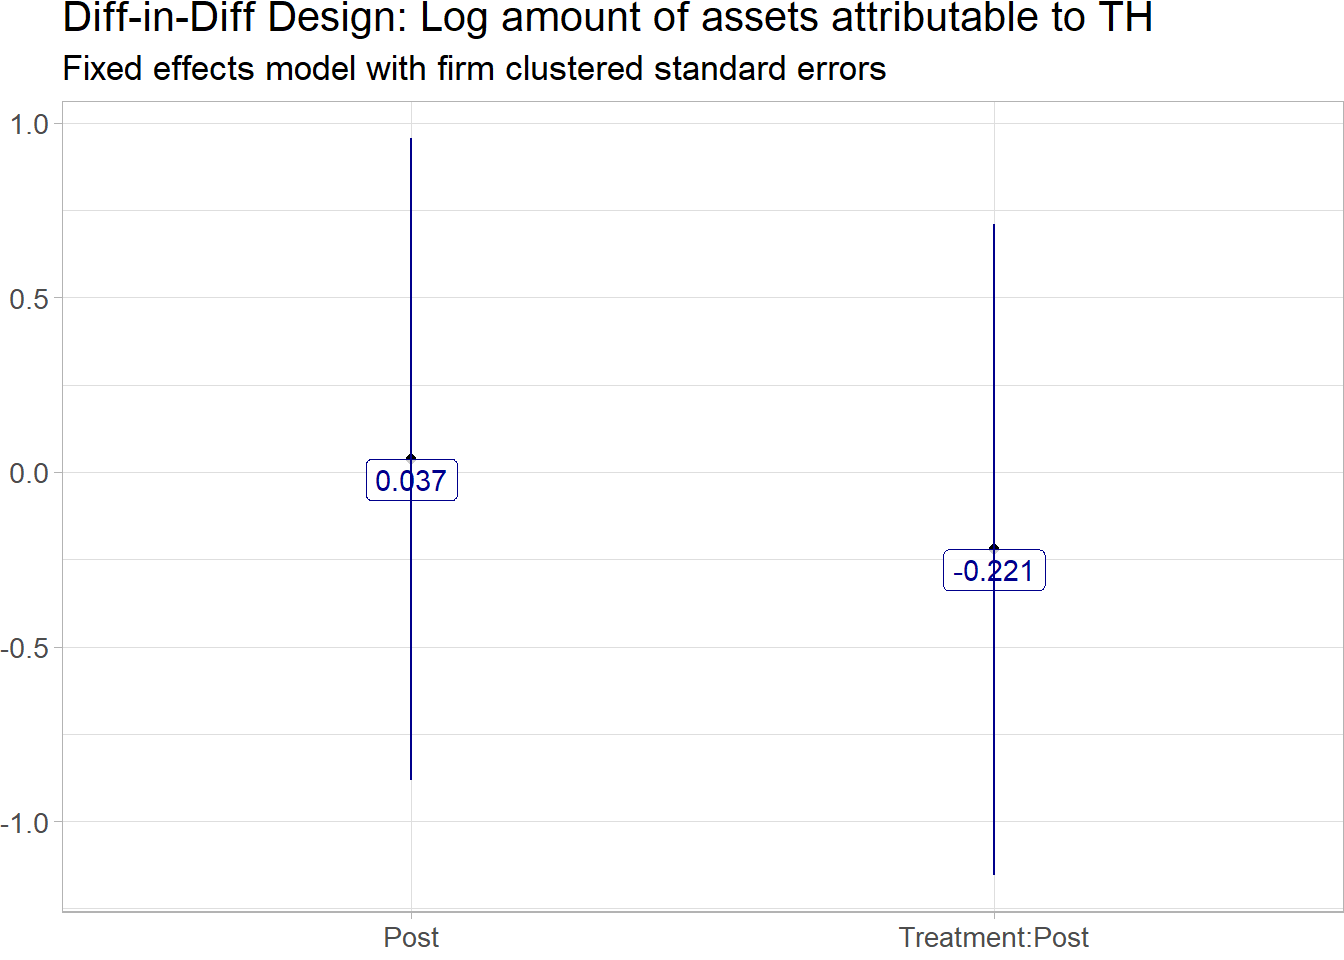 Diff-in-Diff Design: Log amount of assets attributable to TH
Fixed effects model with firm clustered standard errors
1.0
0.5
0.0
-0.5
-1.0
0.037
-0.221
Post
Treatment:Post